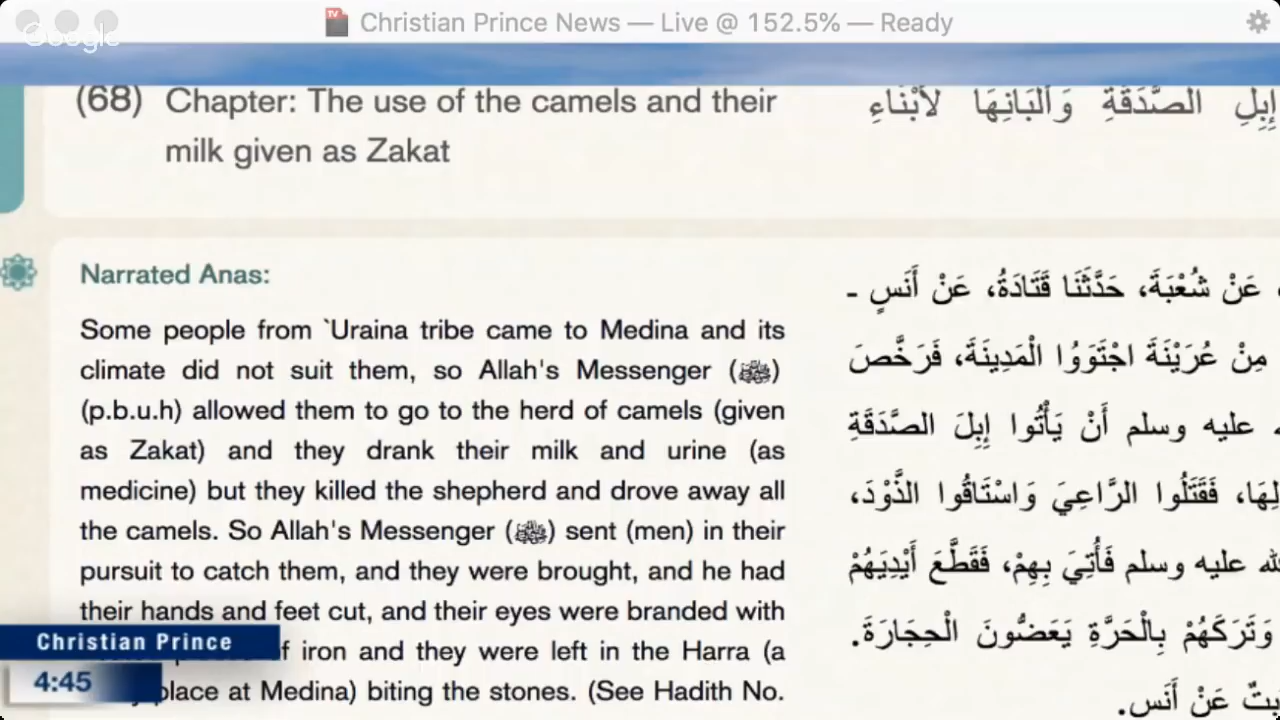 Christian Prince News — Live @ 152.5% — Ready
Google
(68) Chapter: The use of the camels and their
milk given as Zakat
إِبِلِ الصَّدَقَةِ وَأَلْبَانِهَا لأَبْنَاءِ
Narrated Anas:
Some people from `Uraina tribe came to Medina and its
climate did not suit them, so Allah's Messenger (ﷺ)
(p.b.u.h) allowed them to go to the herd of camels (given
as Zakat) and they drank their milk and urine (as
medicine) but they killed the shepherd and drove away all
the camels. So Allah's Messenger (ﷺ) sent (men) in their
pursuit to catch them, and they were brought, and he had
their hands and feet cut, and their eyes were branded with
iron and they were left in the Harra (a
place at Medina) biting the stones. (See Hadith No.
عَنْ شُعْبَةَ، حَدَّثَنَا قَتَادَةُ، عَنْ أَنَسٍ ـ
مِنْ عُرَيْنَةَ اجْتَوَوُا الْمَدِينَةَ، فَرَخَّصَ
عليه وسلم أَنْ يَأْتُوا إِبِلَ الصَّدَقَةِ
فَقَتَلُوا الرَّاعِيَ وَاسْتَاقُوا الذَّوْدَ،
عليه وسلم فَأُتِيَ بِهِمْ، فَقَطَّعَ أَيْدِيَهُمْ
وَتَرَكَهُمْ بِالْحَرَّةِ يَعَضُّونَ الْحِجَارَةَ.
عَنْ أَنَسٍ.
Christian Prince
4:45